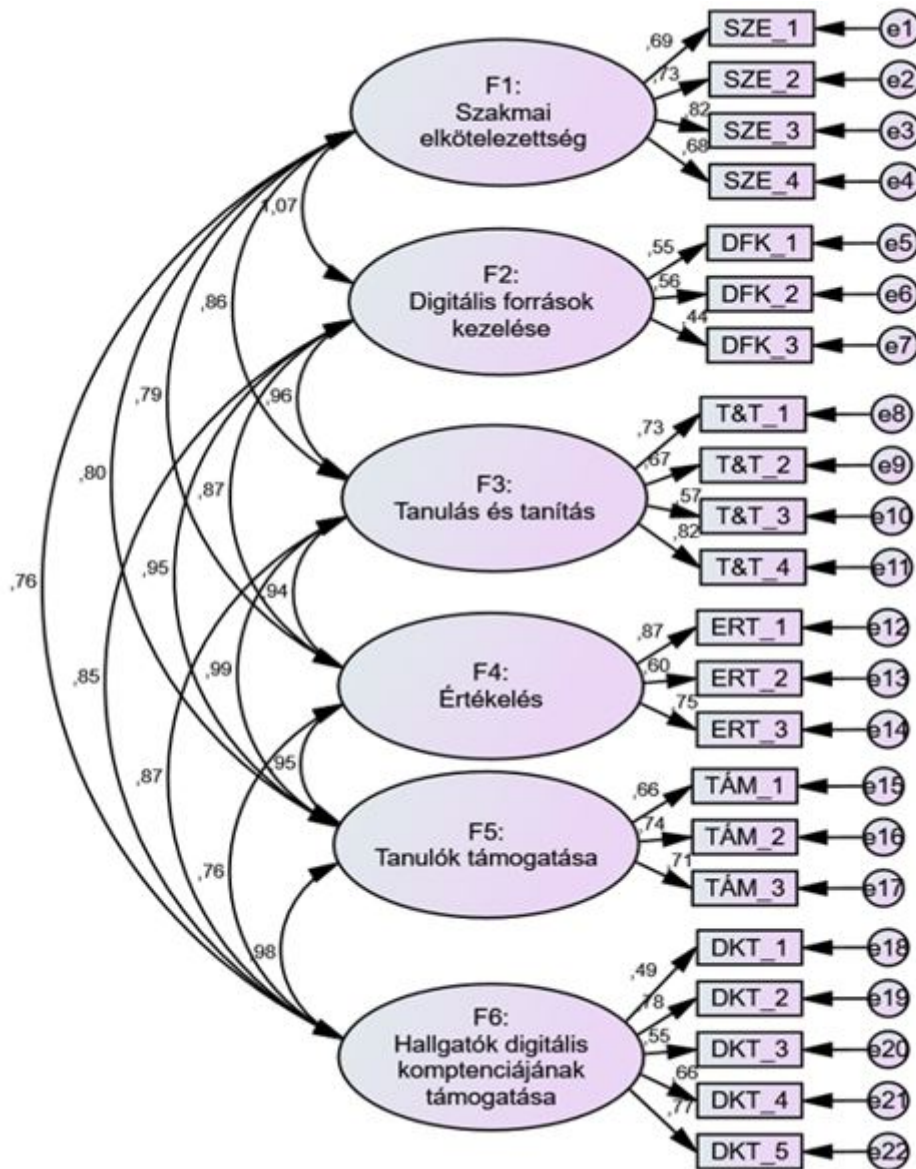 SZE_1
e1
,69
SZE_2
e2
,73
F1:
Szakmai
elkötelezettség
SZE_3
e3
,82
SZE_4
e4
,68
1,07
DFK_1
e5
,55
F2:
Digitális források
kezelése
DFK_2
e6
,56
DFK_3
e7
,44
,86
,96
,79
T&T_1
e8
,73
T&T_2
e9
,67
F3:
Tanulás és tanítás
T&T_3
e10
,57
T&T_4
e11
,82
,80
,87
,76
,95
,94
ERT_1
e12
,87
ERT_2
e13
,60
F4:
Értékelés
ERT_3
e14
,75
,85
,99
,87
,95
TÁM_1
e15
,66
TÁM_2
e16
,74
F5:
Tanulók támogatása
TÁM_3
e17
,71
,76
,98
DKT_1
e18
,49
DKT_2
e19
,78
F6:
Hallgatók digitális
komptenciájának
támogatása
DKT_3
e20
,55
DKT_4
e21
,66
DKT_5
e22
,77